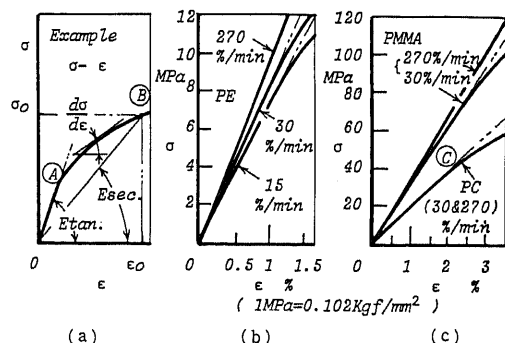 σ
Example
σ- ε
σo
dσ
dε
Ⓐ
Ⓑ
Esec.
Etan.
0
εo
ε
(a)
12
10
MPa
8
6
σ
4
2
270
%/min
PE
30
%/min
15
%/min
0
0.5
1
1.5
ε %
(b)
120
100
MPa
80
60
σ
40
20
PMMA
{ 270%/min
30%/min
Ⓒ
PC
(30&270)
%/min
0
1
2
3
ε %
(c)
( 1MPa=0.102Kgf/mm² )